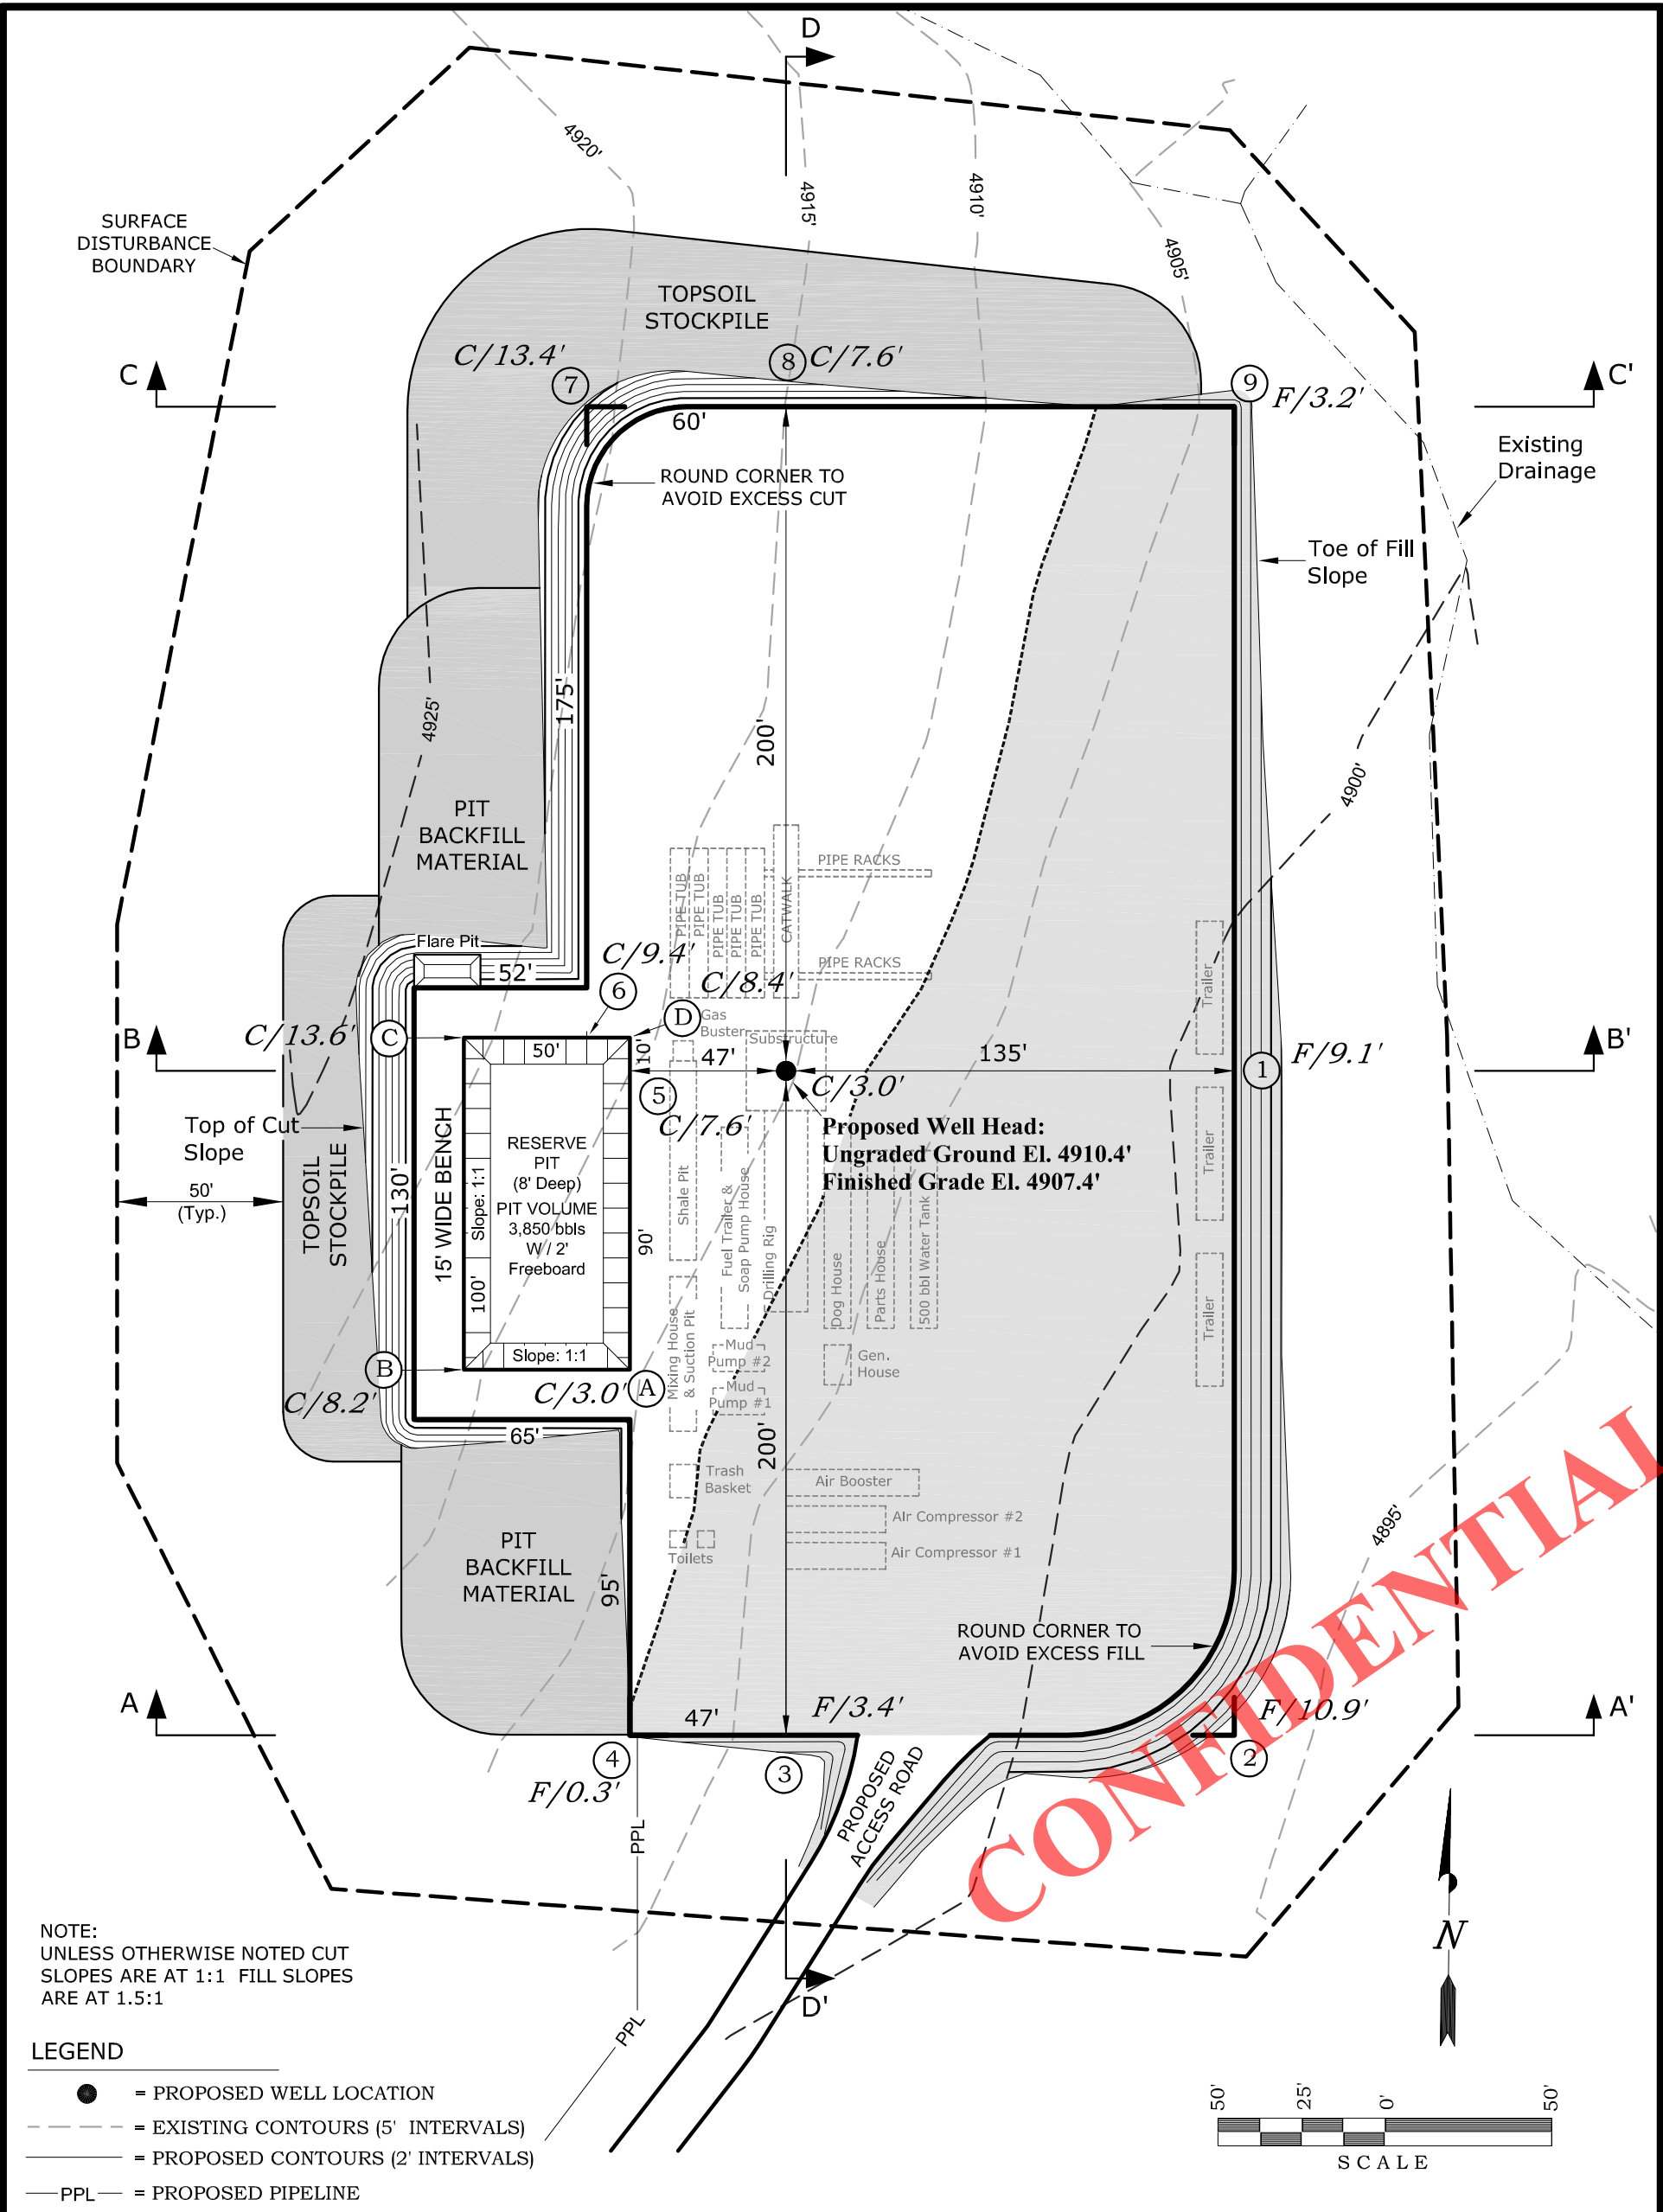 D
4920'
4915'
4910'
4905'
SURFACE
DISTURBANCE
BOUNDARY
TOPSOIL
STOCKPILE
C/13.4'
7
8
C/7.6'
9
F/3.2'
C
C'
60'
ROUND CORNER TO
AVOID EXCESS CUT
Existing
Drainage
Toe of Fill
Slope
175'
4925'
200'
4900'
PIT
BACKFILL
MATERIAL
PIPE TUB
PIPE TUB
PIPE TUB
PIPE TUB
PIPE TUB
CATWALK
PIPE RACKS
PIPE RACKS
Flare Pit
52'
C/9.4'
6
C/8.4'
D
Gas
Buster
Substructure
Trailer
B
B'
C/13.6'
C
50'
10'
47'
135'
1
F/9.1'
5
C/7.6'
C/3.0'
Proposed Well Head:
Ungraded Ground El. 4910.4'
Finished Grade El. 4907.4'
Top of Cut
Slope
50'
(Typ.)
TOPSOIL
STOCKPILE
130'
15' WIDE BENCH
Slope: 1:1
100'
RESERVE
PIT
(8' Deep)
PIT VOLUME
3,850 bbls
W / 2'
Freeboard
90'
Slope: 1:1
Shale Pit
Fuel Trailer &
Soap Pump House
Drilling Rig
Dog House
Parts House
500 bbl Water Tank
Trailer
Trailer
Mixing House
& Suction Pit
Mud
Pump #2
Mud
Pump #1
Gen.
House
B
C/8.2'
C/3.0'
A
65'
200'
Trash
Basket
Air Booster
Air Compressor #2
Air Compressor #1
Toilets
4895'
PIT
BACKFILL
MATERIAL
95'
ROUND CORNER TO
AVOID EXCESS FILL
A
A'
47'
F/3.4'
F/10.9'
4
3
2
F/0.3'
PROPOSED
ACCESS ROAD
PPL
CONFIDENTIAL
D'
N
PPL
NOTE:
UNLESS OTHERWISE NOTED CUT
SLOPES ARE AT 1:1 FILL SLOPES
ARE AT 1.5:1
LEGEND
= PROPOSED WELL LOCATION
= EXISTING CONTOURS (5' INTERVALS)
= PROPOSED CONTOURS (2' INTERVALS)
PPL = PROPOSED PIPELINE
50' 25' 0' 50'
SCALE